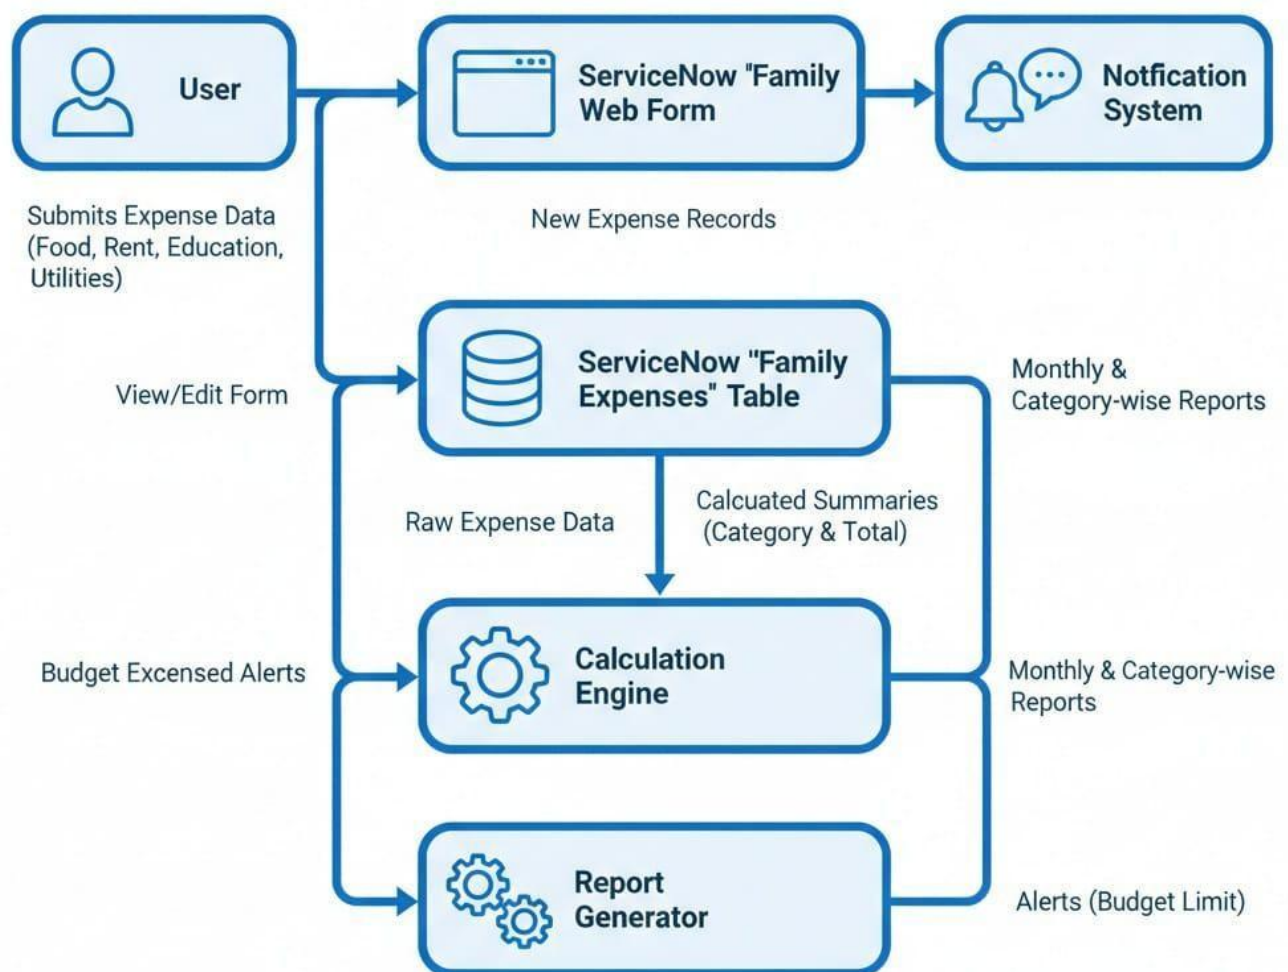 User
ServiceNow "Family
Web Form
Notfication
System
Submits Expense Data
(Food, Rent, Education,
Utilities)
New Expense Records
ServiceNow "Family
Expenses" Table
View/Edit Form
Monthly &
Category-wise Reports
Raw Expense Data
Calcuated Summaries
(Category & Total)
Calculation
Engine
Budget Excensed Alerts
Monthly & Category-wise
Reports
Report
Generator
Alerts (Budget Limit)